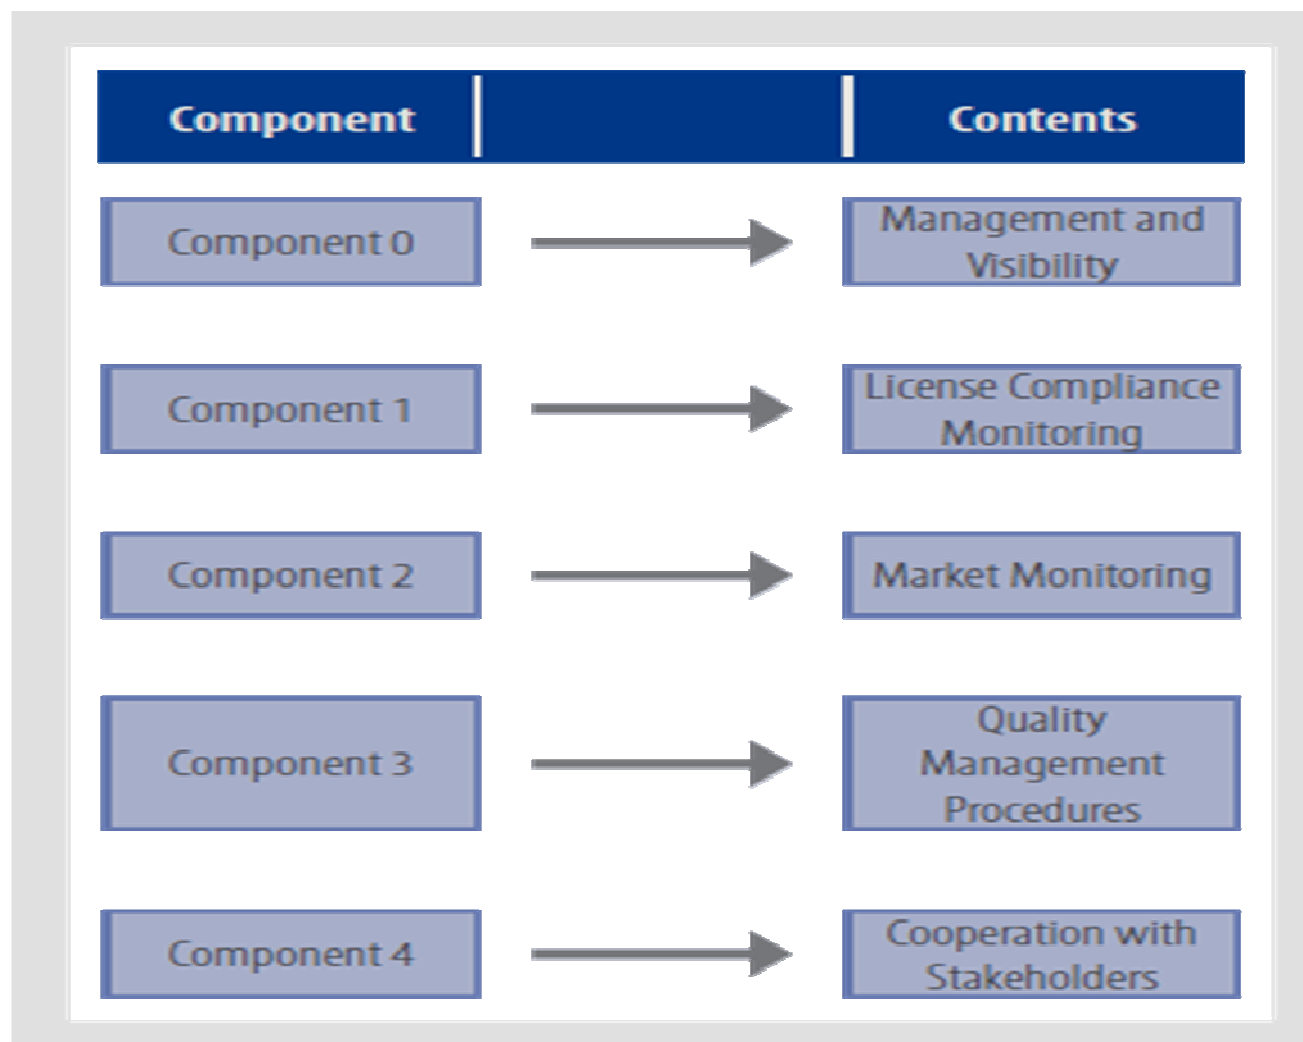 Component Contents
Component 0
Management and
Visibility
Component 1
License Compliance
Monitoring
Component 2
Market Monitoring
Component 3
Quality
Management
Procedures
Component 4
Cooperation with
Stakeholders